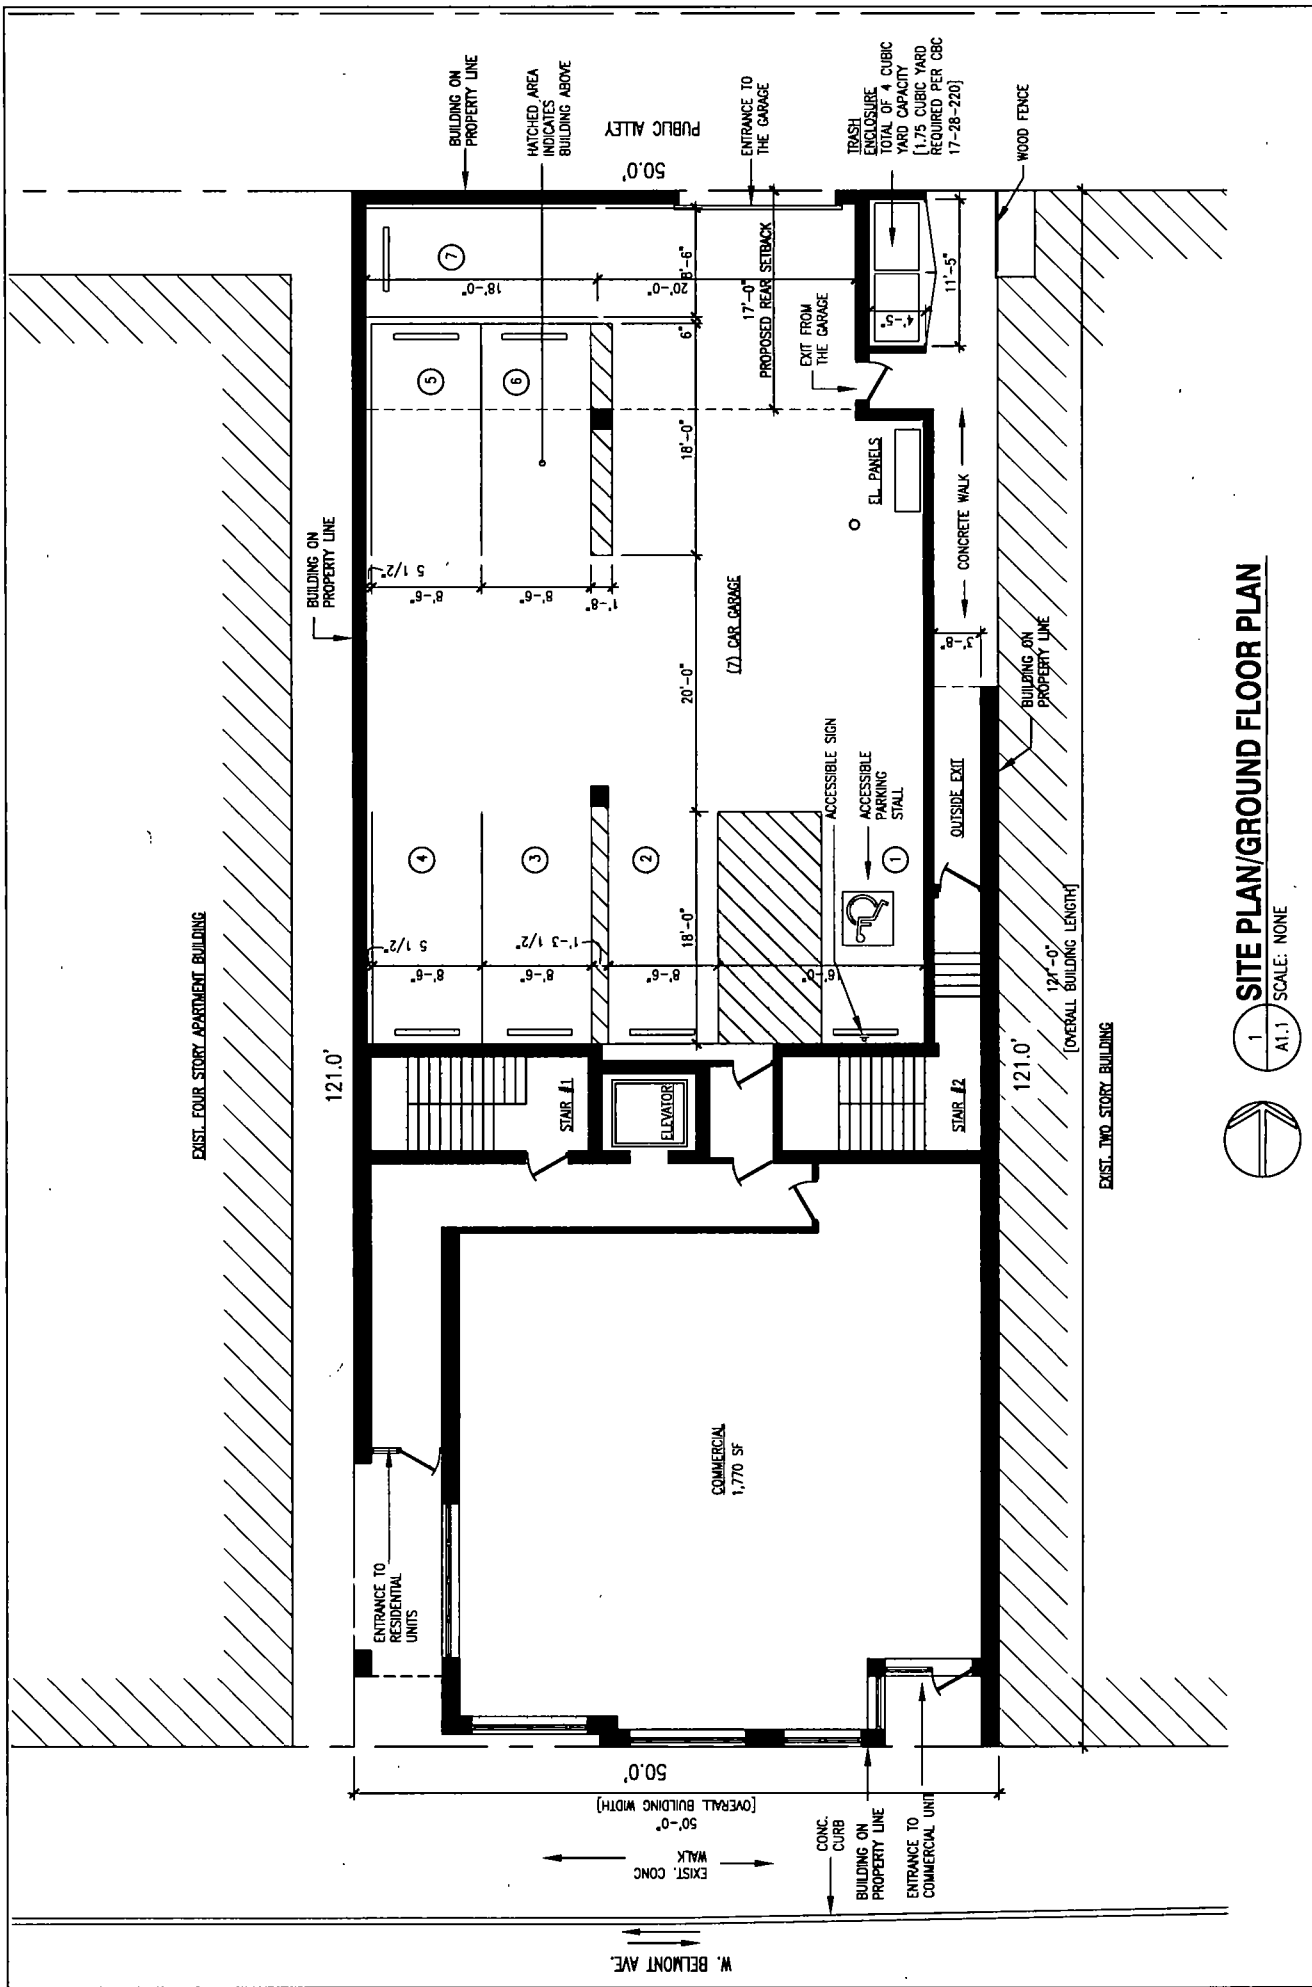 EXIST. FOUR STORY APARTMENT BUILDING
121.0'
BUILDING ON
PROPERTY LINE
BUILDING ON
PROPERTY LINE
HATCHED AREA
INDICATES
BUILDING ABOVE
PUBLIC ALLEY
50.0'
ENTRANCE TO
THE GARAGE
TRASH
ENCLOSURE
TOTAL OF 4 CUBIC
YARD CAPACITY
[1.75 CUBIC YARD
REQUIRED PER CBC
17-28-220]
WOOD FENCE
7
18'-0"
20'-0"
8'-6"
17'-0"
PROPOSED REAR SETBACK
6"
EXIT FROM
THE GARAGE
4'-5"
11'-5"
5
6
18'-0"
EL. PANELS
CONCRETE WALK
5 1/2"
8'-6"
8'-6"
1'-8"
(7) CAR GARAGE
20'-0"
3'-8"
BUILDING ON
PROPERTY LINE
ACCESSIBLE SIGN
ACCESSIBLE
PARKING
STALL
OUTSIDE EXIT
4
3
2
1
5 1/2"
1'-3 1/2"
18'-0"
8'-6"
8'-6"
8'-6"
16'-0"
121'-0"
[OVERALL BUILDING LENGTH]
121.0'
STAIR #1
ELEVATOR
STAIR #2
EXIST. TWO STORY BUILDING
COMMERCIAL
1,770 SF
ENTRANCE TO
RESIDENTIAL
UNITS
50.0'
50'-0"
[OVERALL BUILDING WIDTH]
EXIST. CONC
WALK
CONC.
CURB
BUILDING ON
PROPERTY LINE
ENTRANCE TO
COMMERCIAL UNIT
W. BELMONT AVE.
1
A1.1
SITE PLAN/GROUND FLOOR PLAN
SCALE: NONE